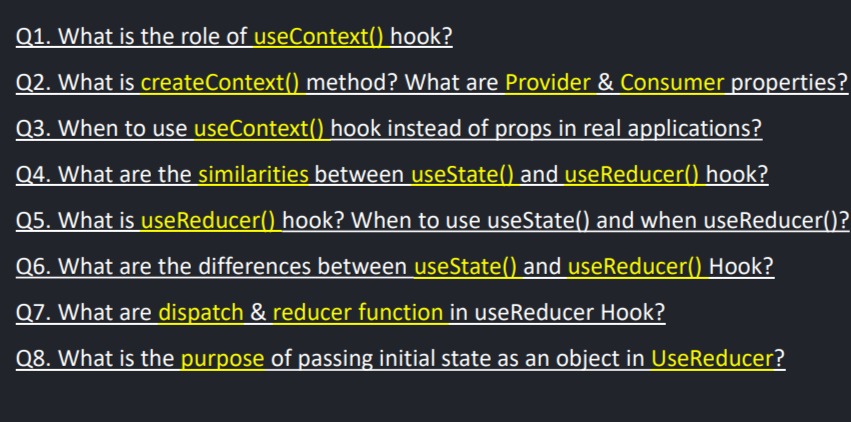 Q1. What is the role of useContext() hook?
Q2. What is createContext() method? What are Provider & Consumer properties?
Q3. When to use useContext() hook instead of props in real applications?
Q4. What are the similarities between useState() and useReducer() hook?
Q5. What is useReducer() hook? When to use useState() and when useReducer()?
Q6. What are the differences between useState() and useReducer() Hook?
Q7. What are dispatch & reducer function in useReducer Hook?
Q8. What is the purpose of passing initial state as an object in UseReducer?